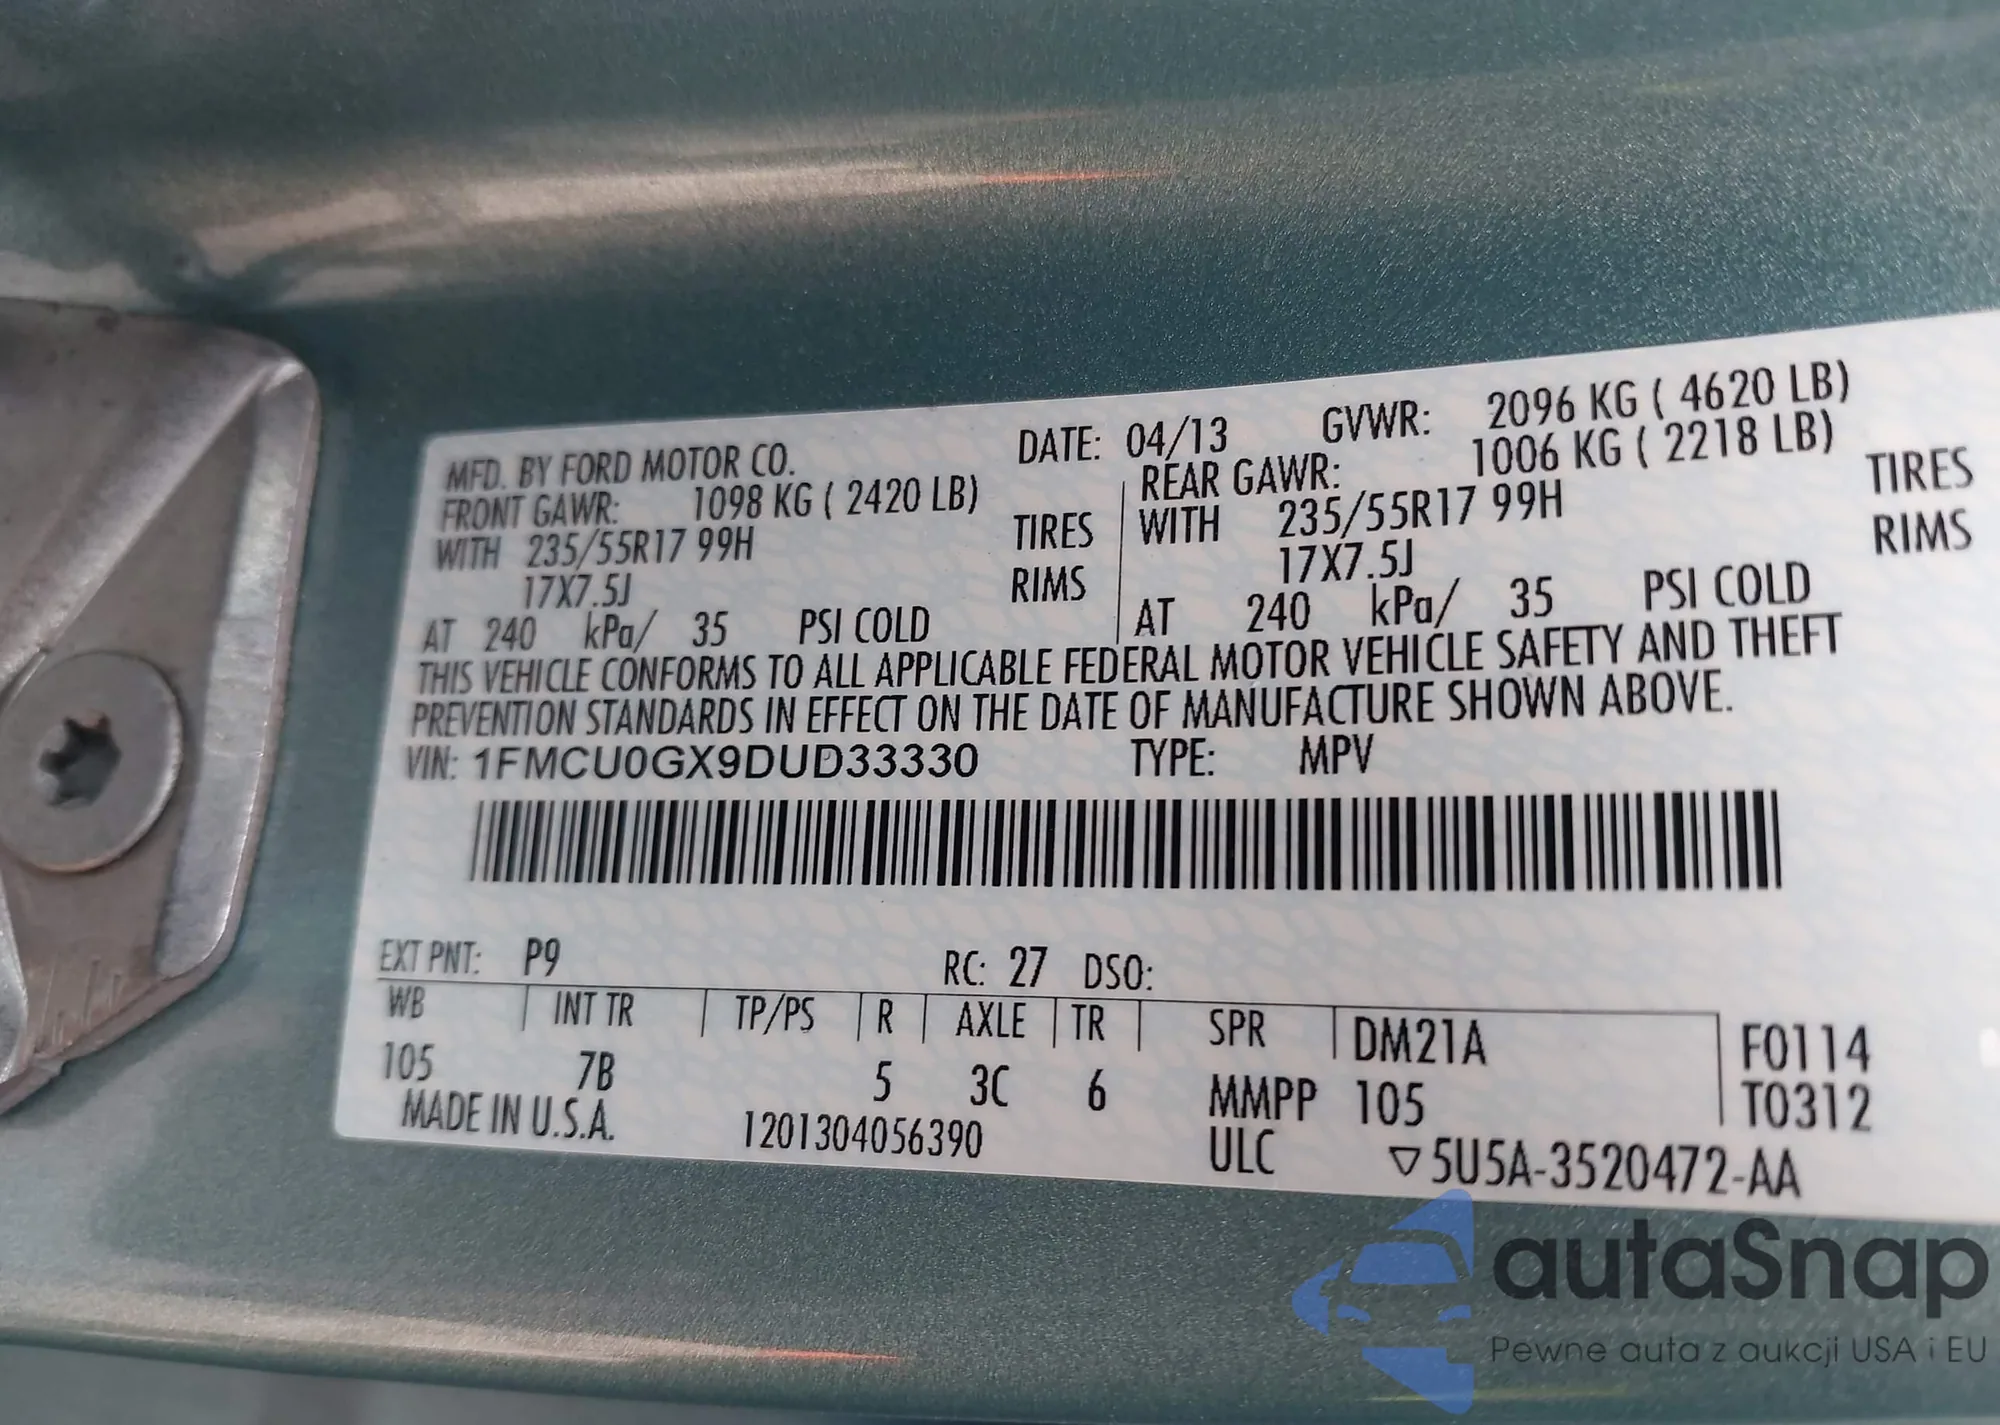 MFD. BY FORD MOTOR CO. DATE: 04/13 GVWR: 2096 KG ( 4620 LB)
FRONT GAWR: 1098 KG ( 2420 LB) REAR GAWR: 1006 KG ( 2218 LB)
WITH 235/55R17 99H TIRES WITH 235/55R17 99H TIRES
17X7.5J RIMS 17X7.5J RIMS
AT 240 kPa/ 35 PSI COLD AT 240 kPa/ 35 PSI COLD
THIS VEHICLE CONFORMS TO ALL APPLICABLE FEDERAL MOTOR VEHICLE SAFETY AND THEFT
PREVENTION STANDARDS IN EFFECT ON THE DATE OF MANUFACTURE SHOWN ABOVE.
VIN: 1FMCU0GX9DUD33330 TYPE: MPV
EXT PNT: P9 RC: 27 DSO:
WB INT TR TP/PS R AXLE TR SPR DM21A F0114
105 7B 5 3C 6 MMPP 105 T0312
MADE IN U.S.A. 1201304056390 ULC ▽5U5A-3520472-AA
autaSnap
Pewne auta z aukcji USA i EU